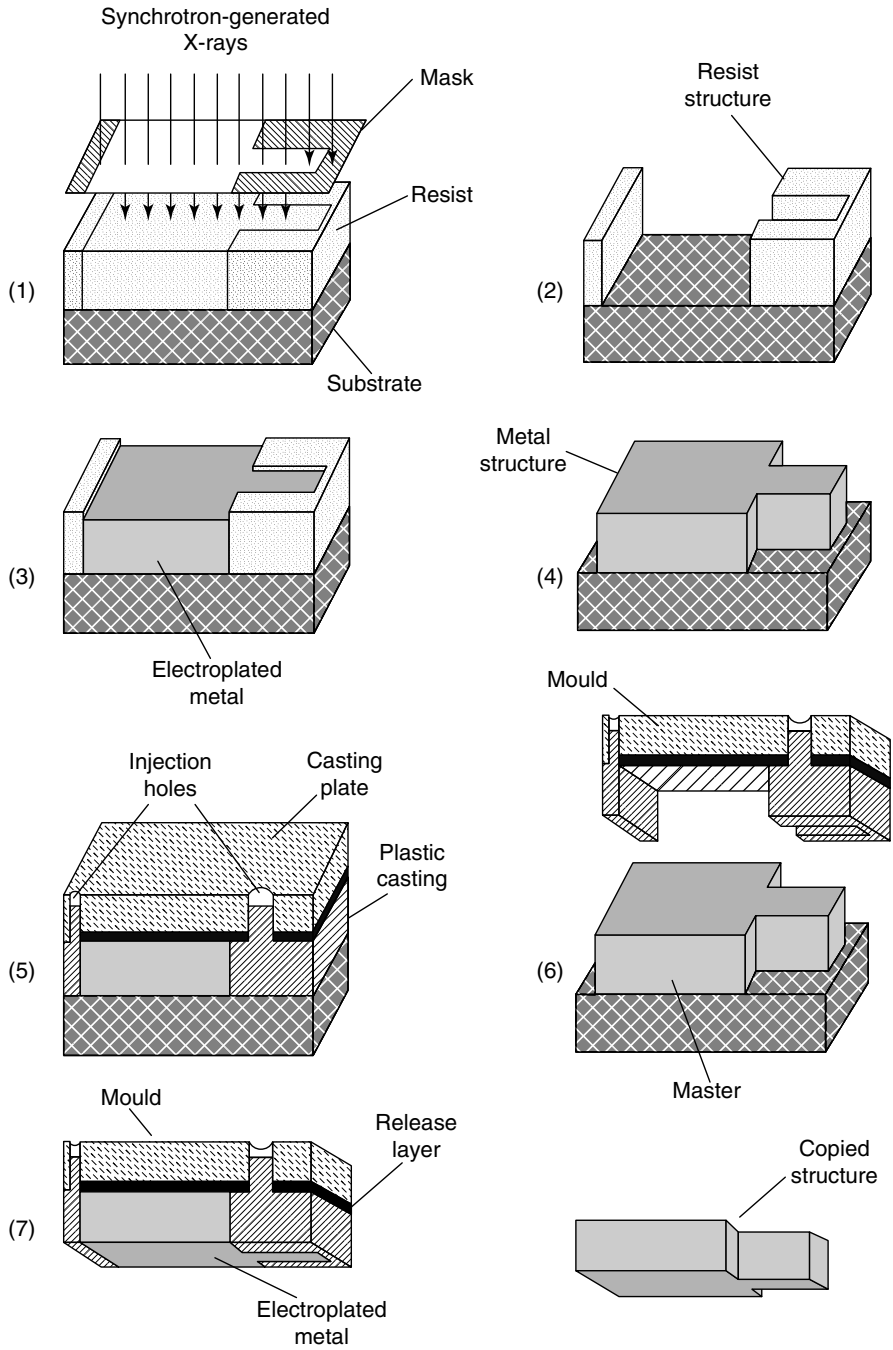 Synchrotron-generated
X-rays
Mask
Resist
Substrate
(1)
Resist
structure
(2)
(3)
Electroplated
metal
Metal
structure
(4)
Injection
holes
Casting
plate
Plastic
casting
(5)
Mould
(6)
Master
Mould
Release
layer
(7)
Electroplated
metal
Copied
structure